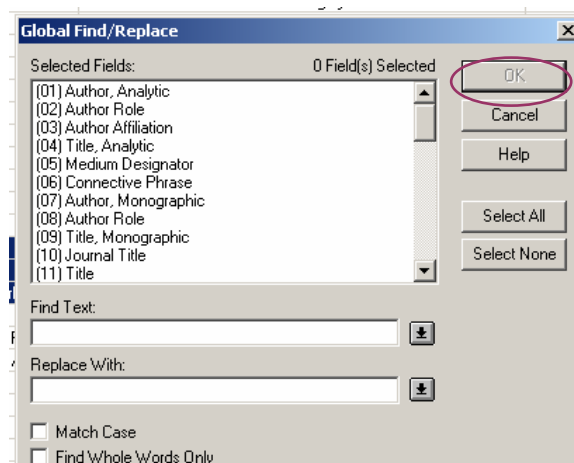 Global Find/Replace
Selected Fields: 0 Field(s) Selected
(01) Author, Analytic
(02) Author Role
(03) Author Affiliation
(04) Title, Analytic
(05) Medium Designator
(06) Connective Phrase
(07) Author, Monographic
(08) Author Role
(09) Title, Monographic
(10) Journal Title
(11) Title
OK
Cancel
Help
Select All
Select None
Find Text:
Replace With:
Match Case
Find Whole Words Only